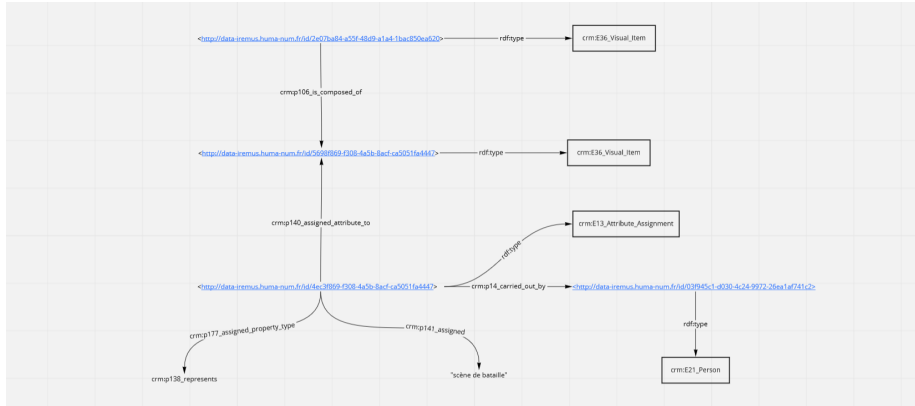 <http://data-iremus.huma-num.fr/id/2e07ba84-a55f-48d9-a1a4-1bac850ea620>
rdf:type
crm:E36_Visual_Item
crm:p106_is_composed_of
<http://data-iremus.huma-num.fr/id/5698f869-f308-4a5b-8acf-ca5051fa4447>
rdf:type
crm:E36_Visual_Item
crm:p140_assigned_attribute_to
crm:E13_Attribute_Assignment
rdf:type
<http://data-iremus.huma-num.fr/id/4ec3f869-f308-4a5b-8acf-ca5051fa4447>
crm:p14_carried_out_by
<http://data-iremus.huma-num.fr/id/03f945c1-d030-4c24-9972-26ea1af741c2>
crm:p177_assigned_property_type
crm:p141_assigned
rdf:type
crm:p138_represents
"scène de bataille"
crm:E21_Person